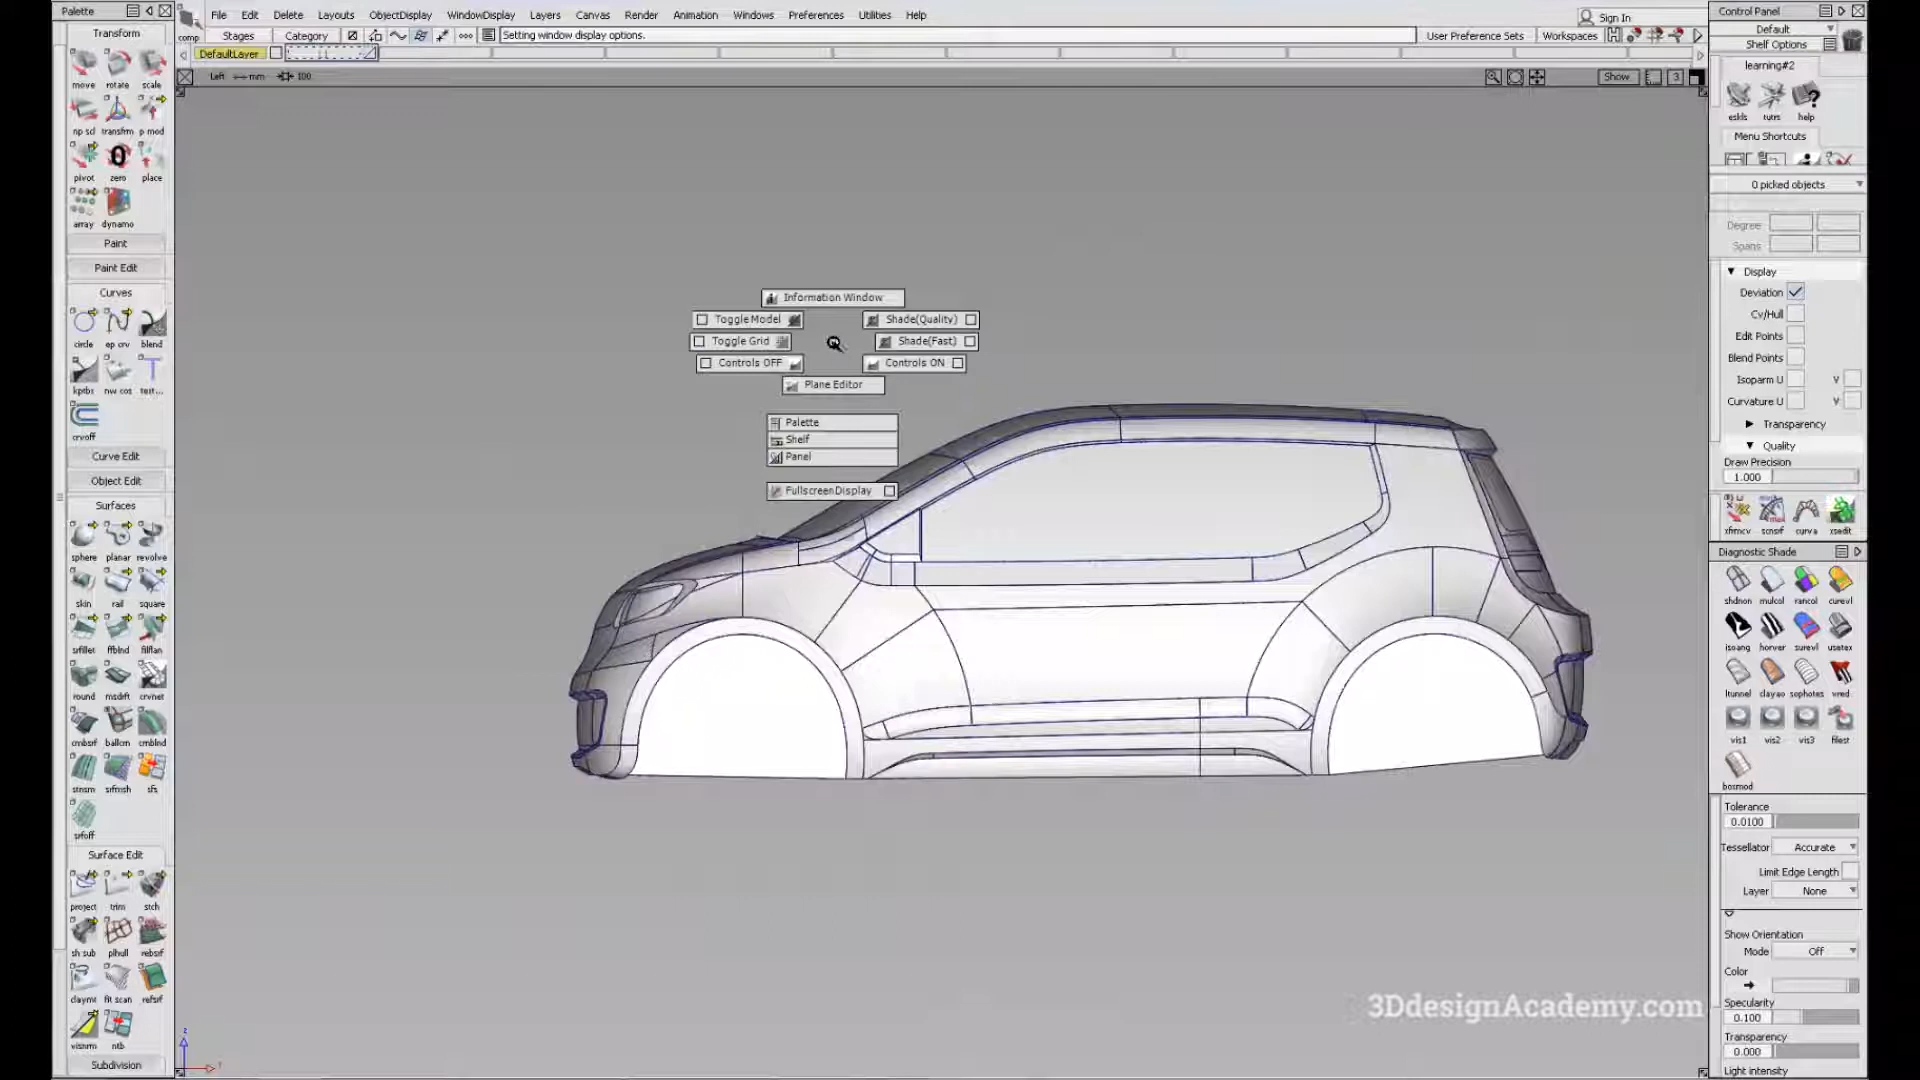 Palette
Transform
move rotate scale
np scl transfrm p mod
pivot zero place
array dynamo
Paint
Paint Edit
Curves
circle ep crv blend
kptbs nw cos text...
crvoff
Curve Edit
Object Edit
Surfaces
sphere planar revolve
skin rail square
srfillet ffblnd filflan
round msdrft crvnet
cmbsrf ballcrn cmblnd
stnsm srfmsh sfs
srfoff
Surface Edit
project trim stch
sh sub plhull rebsrf
claymt fit scan refsrf
visnrm ntb
Subdivision
comp
File Edit Delete Layouts ObjectDisplay WindowDisplay Layers Canvas Render Animation Windows Preferences Utilities Help
Sign In
Stages Category Setting window display options. User Preference Sets Workspaces
DefaultLayer
Left mm 100
Show 3
Information Window
Toggle Model Shade(Quality)
Toggle Grid Shade(Fast)
Controls OFF Controls ON
Plane Editor
Palette
Shelf
Panel
FullscreenDisplay
z
Y
3DdesignAcademy.com
Control Panel
Default
Shelf Options
learning#2
eskls tutrs help
Menu Shortcuts
0 picked objects
Degree
Spans
Display
Deviation
Cv/Hull
Edit Points
Blend Points
Isoparm U V
Curvature U V
Transparency
Quality
Draw Precision
1.000
xfrmcv scnsrf curva xsedit
Diagnostic Shade
shdnon mulcol rancol curevl
isoang horver surevl usetex
ltunnel clayao sophotes vred
vis1 vis2 vis3 filest
bosmod
Tolerance
0.0100
Tessellator Accurate
Limit Edge Length
Layer None
Show Orientation
Mode Off
Color
Specularity
0.100
Transparency
0.000
Light intensity